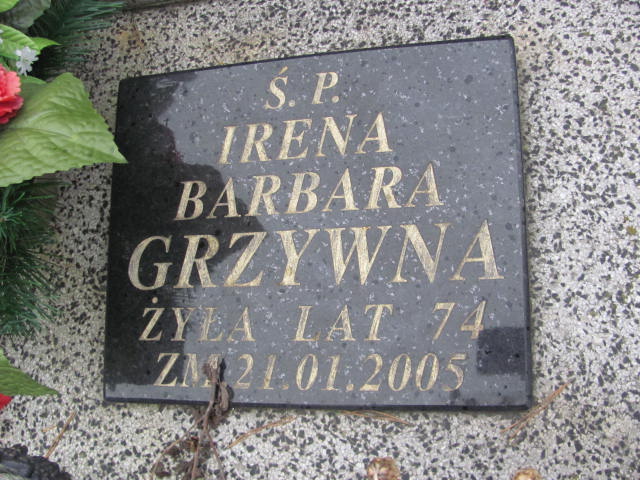 Ś. P.
IRENA
BARBARA
GRZYWNA
ŻYŁA LAT 74
ZM.21.01.2005